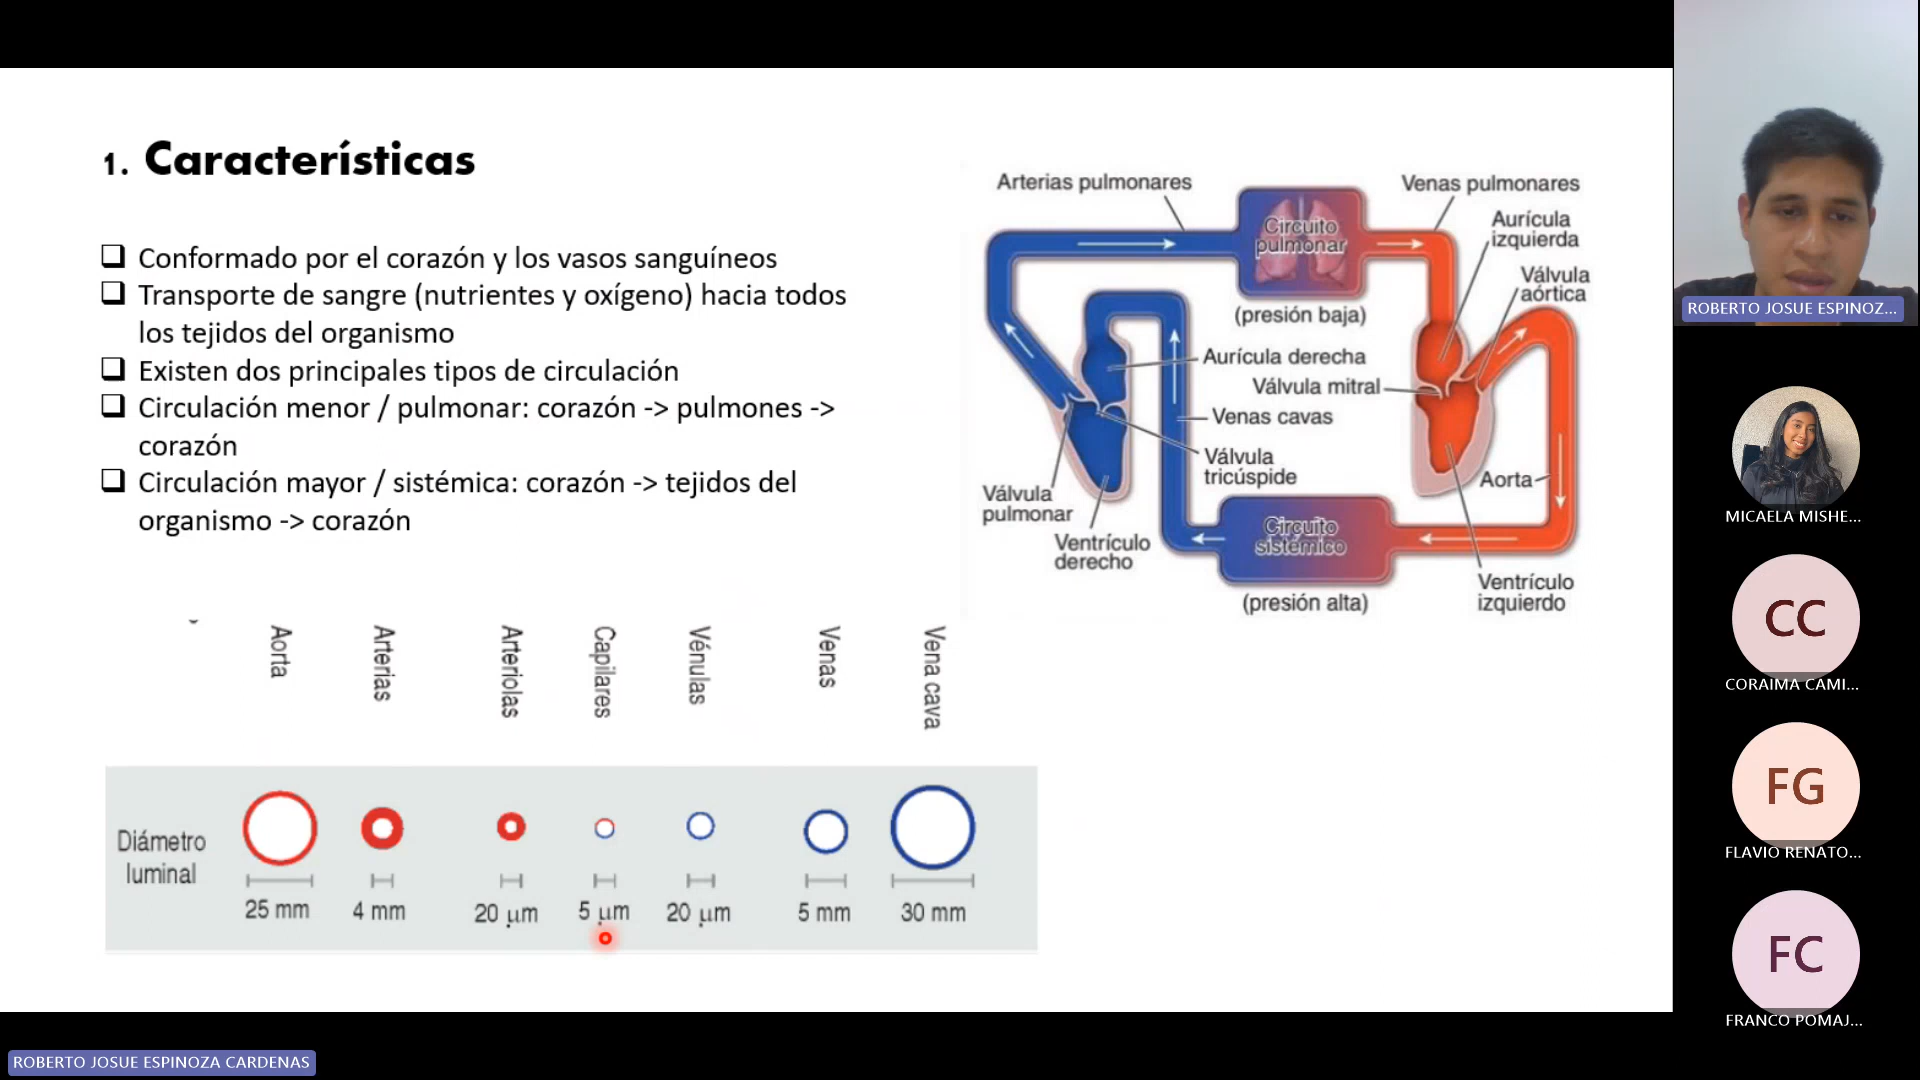 1. Características
Conformado por el corazón y los vasos sanguíneos
Transporte de sangre (nutrientes y oxígeno) hacia todos
los tejidos del organismo
Existen dos principales tipos de circulación
Circulación menor / pulmonar: corazón -> pulmones ->
corazón
Circulación mayor / sistémica: corazón -> tejidos del
organismo -> corazón
Arterias pulmonares
Venas pulmonares
Circuito
pulmonar
(presión baja)
Aurícula
izquierda
Válvula
aórtica
Aurícula derecha
Válvula mitral
Venas cavas
Válvula
tricúspide
Válvula
pulmonar
Ventrículo
derecho
Aorta
Circuito
sistémico
(presión alta)
Ventrículo
izquierdo
Aorta
Arterias
Arteriolas
Capilares
Vénulas
Venas
Vena cava
Diámetro
luminal
25 mm
4 mm
20 µm
5 µm
20 µm
5 mm
30 mm
ROBERTO JOSUE ESPINOZ...
MICAELA MISHE...
CC
CORAIMA CAMI...
FG
FLAVIO RENATO...
FC
FRANCO POMAJ...
ROBERTO JOSUE ESPINOZA CARDENAS